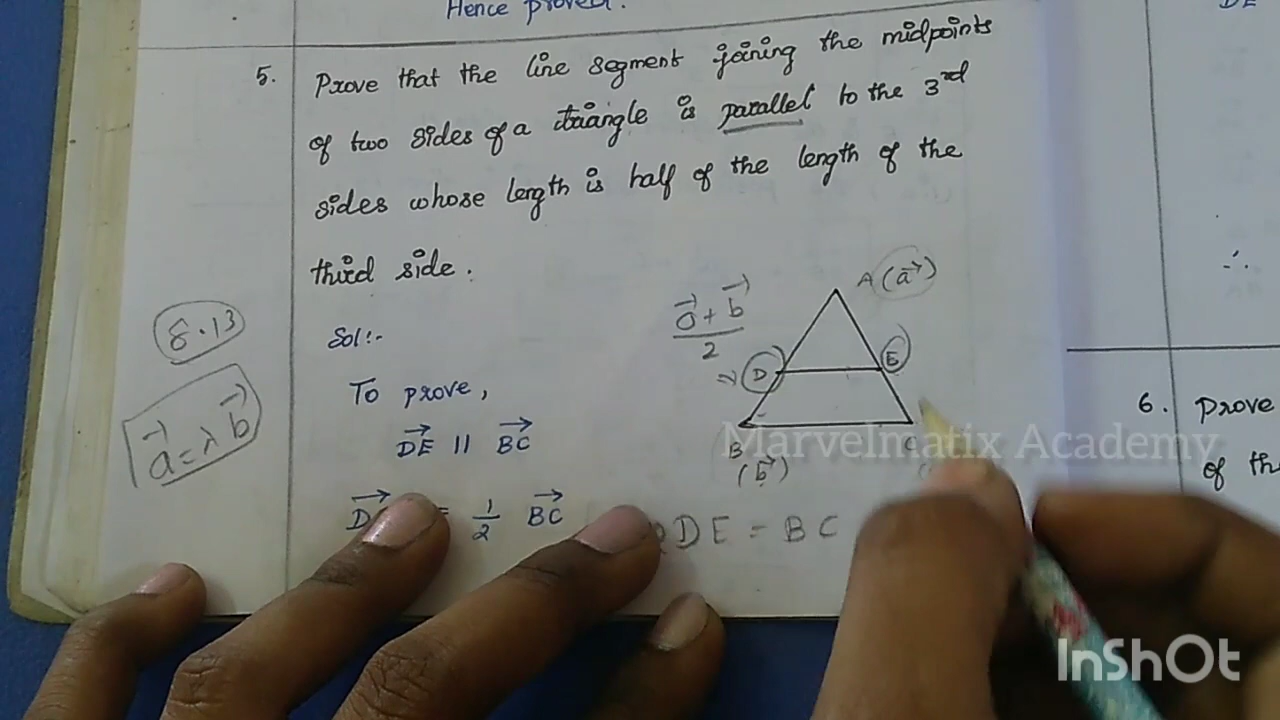 Hence proved.
DE
5. Prove that the line segment joining the midpoints
of two sides of a triangle is parallel to the 3rd
sides whose length is half of the length of the
third side.
8.13
a⃗ = λ b⃗
Sol:-
To prove,
DE⃗ || BC⃗
= 1/2 BC⃗
a⃗ + b⃗
2
A (a⃗)
D
E
B
C
(b⃗)
2DE = BC
∴
6. Prove
of th
Marvelmatix Academy
InShOt